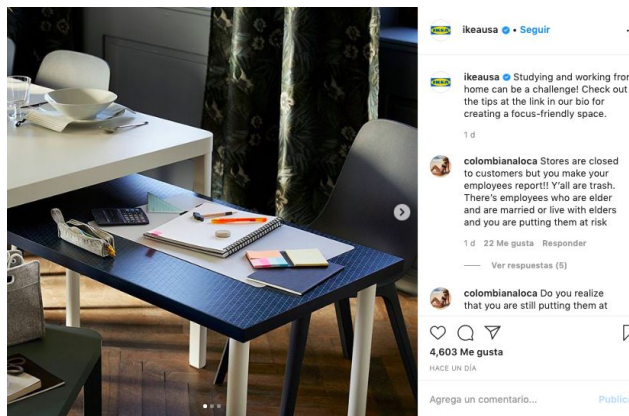 IKEA
ikeausa • Seguir
IKEA
ikeausa Studying and working from
home can be a challenge! Check out
the tips at the link in our bio for
creating a focus-friendly space.
1 d
colombianaloca Stores are closed
to customers but you make your
employees report!! Y'all are trash.
There's employees who are elder
and are married or live with elders
and you are putting them at risk
1 d 22 Me gusta Responder
Ver respuestas (5)
colombianaloca Do you realize
that you are still putting them at
4,603 Me gusta
HACE UN DÍA
Agrega un comentario...